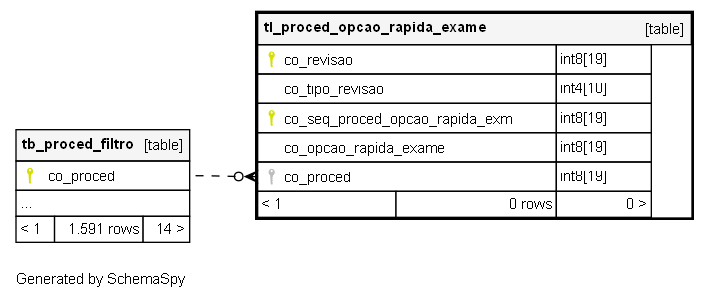 tl_proced_opcao_rapida_exame [table]
co_revisao int8[19]
co_tipo_revisao int4[10]
co_seq_proced_opcao_rapida_exm int8[19]
co_opcao_rapida_exame int8[19]
co_proced int8[19]
< 1 0 rows 0 >
tb_proced_filtro [table]
co_proced
...
< 1 1.591 rows 14 >
Generated by SchemaSpy